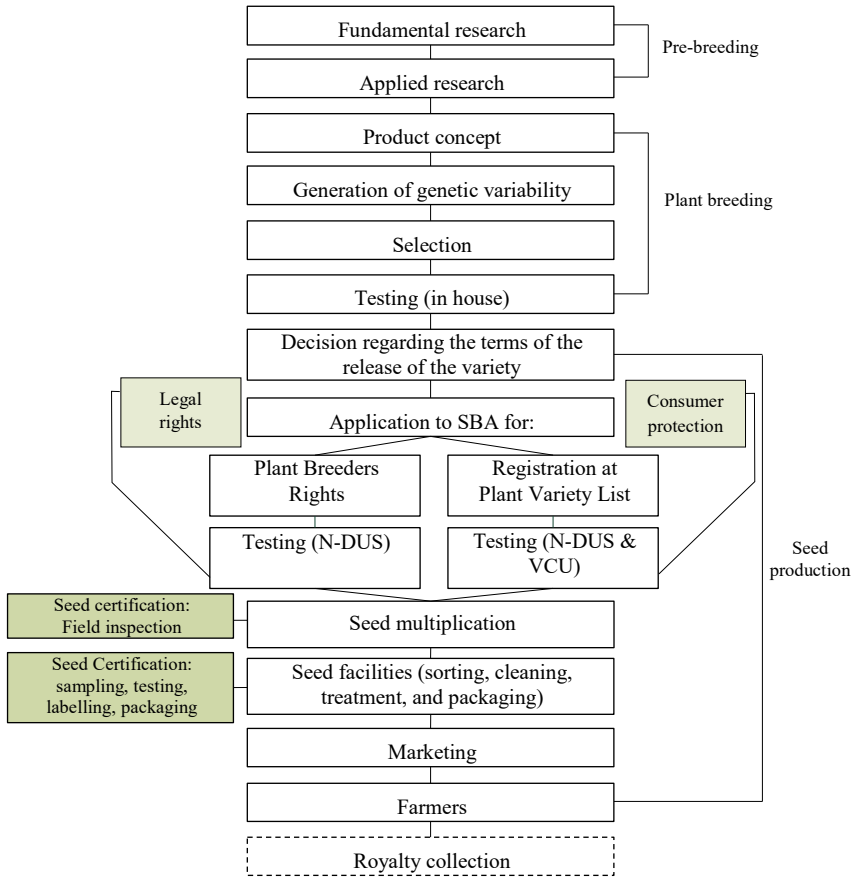 Fundamental research
Pre-breeding
Applied research
Product concept
Generation of genetic variability
Plant breeding
Selection
Testing (in house)
Decision regarding the terms of the
release of the variety
Legal
rights
Consumer
protection
Application to SBA for:
Plant Breeders
Rights
Registration at
Plant Variety List
Testing (N-DUS)
Testing (N-DUS &
VCU)
Seed
production
Seed certification:
Field inspection
Seed multiplication
Seed Certification:
sampling, testing,
labelling, packaging
Seed facilities (sorting, cleaning,
treatment, and packaging)
Marketing
Farmers
Royalty collection